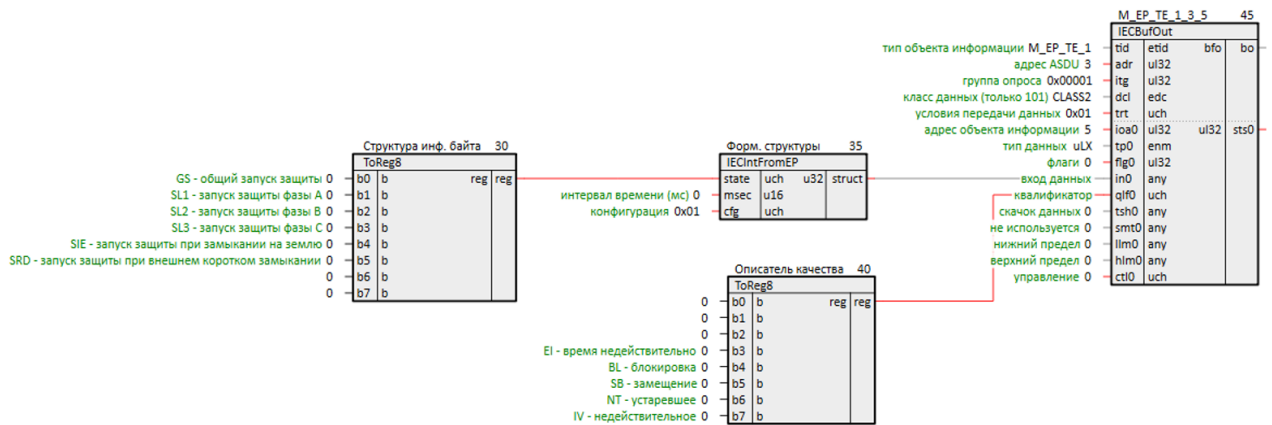 M_EP_TE_1_3_5 45
IECBufOut
тип объекта информации M_EP_TE_1 tid etid bfo bo
адрес ASDU 3 adr ul32
группа опроса 0x00001 itg ul32
класс данных (только 101) CLASS2 dcl edc
условия передачи данных 0x01 trt uch
адрес объекта информации 5 ioa0 ul32 ul32 sts0
тип данных uLX tp0 enm
флаги 0 flg0 ul32
вход данных in0 any
квалификатор qlf0 uch
скачок данных 0 tsh0 any
не используется 0 smt0 any
нижний предел 0 llm0 any
верхний предел 0 hlm0 any
управление 0 ctl0 uch
Структура инф. байта 30
ToReg8
GS - общий запуск защиты 0 b0 b reg reg
SL1 - запуск защиты фазы A 0 b1 b
SL2 - запуск защиты фазы B 0 b2 b
SL3 - запуск защиты фазы C 0 b3 b
SIE - запуск защиты при замыкании на землю 0 b4 b
SRD - запуск защиты при внешнем коротком замыкании 0 b5 b
0 b6 b
0 b7 b
Форм. структуры 35
IECIntFromEP
state uch u32 struct
интервал времени (мс) 0 msec u16
конфигурация 0x01 cfg uch
Описатель качества 40
ToReg8
0 b0 b reg reg
0 b1 b
0 b2 b
EI - время недействительно 0 b3 b
BL - блокировка 0 b4 b
SB - замещение 0 b5 b
NT - устаревшее 0 b6 b
IV - недействительное 0 b7 b